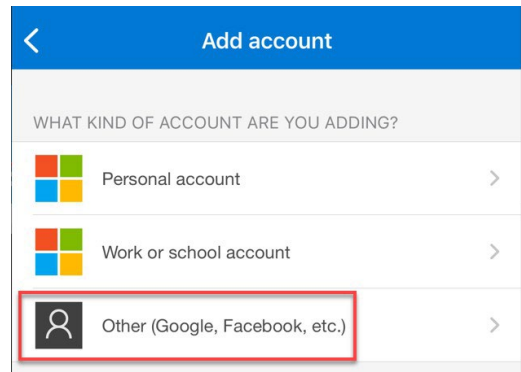 Add account
WHAT KIND OF ACCOUNT ARE YOU ADDING?
Personal account
Work or school account
Other (Google, Facebook, etc.)